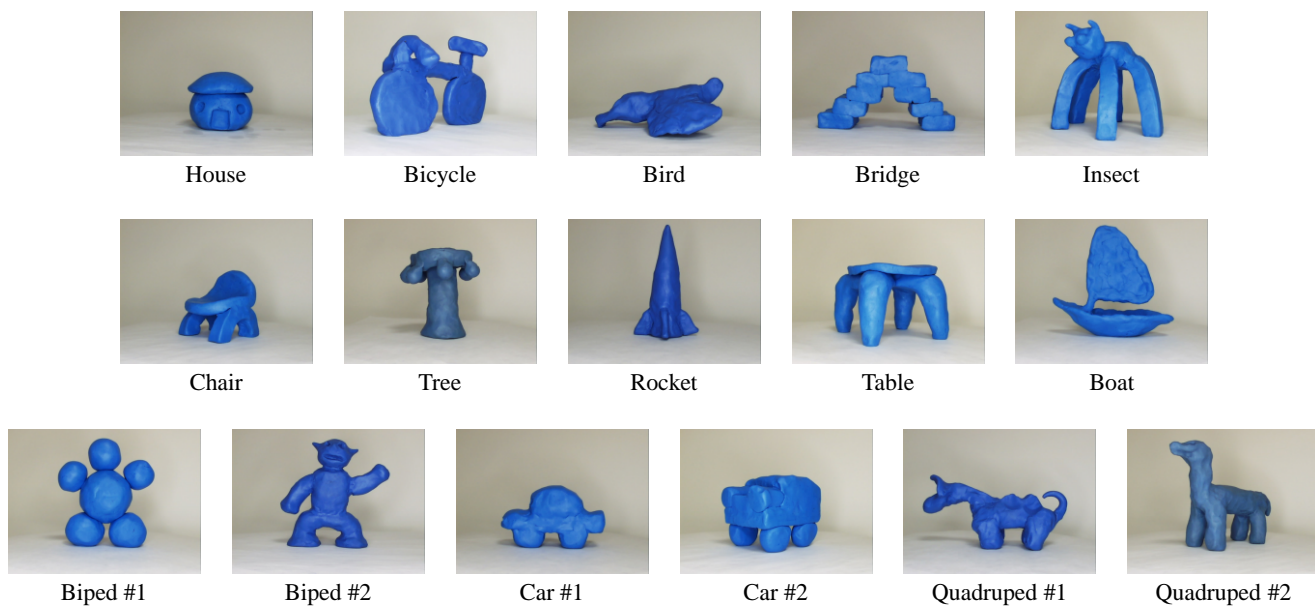 House Bicycle Bird Bridge Insect
Chair Tree Rocket Table Boat
Biped #1 Biped #2 Car #1 Car #2 Quadruped #1 Quadruped #2